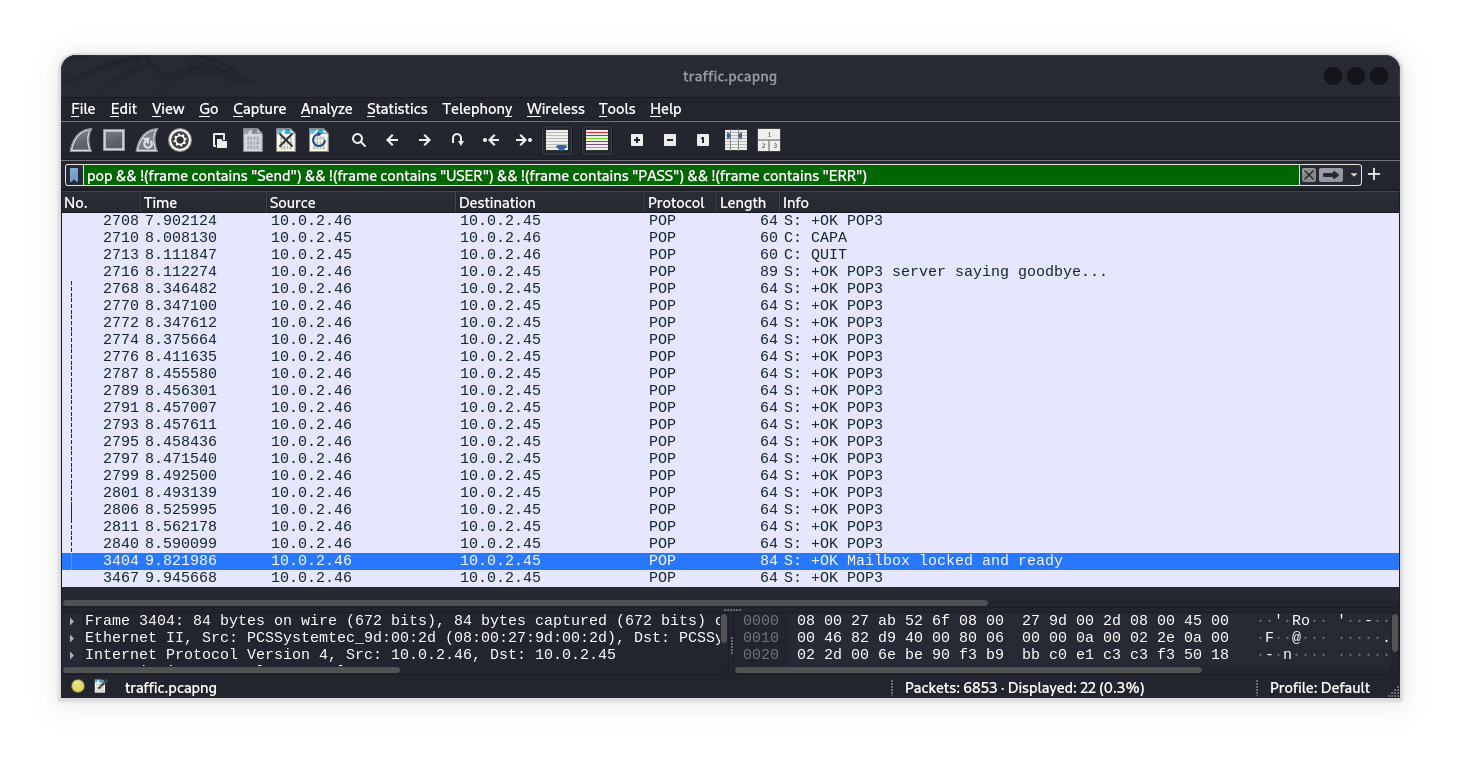 traffic.pcapng
File Edit View Go Capture Analyze Statistics Telephony Wireless Tools Help
pop && !(frame contains "Send") && !(frame contains "USER") && !(frame contains "PASS") && !(frame contains "ERR")
No. Time Source Destination Protocol Length Info
2708 7.902124 10.0.2.46 10.0.2.45 POP 64 S: +OK POP3
2710 8.008130 10.0.2.45 10.0.2.46 POP 60 C: CAPA
2713 8.111847 10.0.2.45 10.0.2.46 POP 60 C: QUIT
2716 8.112274 10.0.2.46 10.0.2.45 POP 89 S: +OK POP3 server saying goodbye...
2768 8.346482 10.0.2.46 10.0.2.45 POP 64 S: +OK POP3
2770 8.347100 10.0.2.46 10.0.2.45 POP 64 S: +OK POP3
2772 8.347612 10.0.2.46 10.0.2.45 POP 64 S: +OK POP3
2774 8.375664 10.0.2.46 10.0.2.45 POP 64 S: +OK POP3
2776 8.411635 10.0.2.46 10.0.2.45 POP 64 S: +OK POP3
2787 8.455580 10.0.2.46 10.0.2.45 POP 64 S: +OK POP3
2789 8.456301 10.0.2.46 10.0.2.45 POP 64 S: +OK POP3
2791 8.457007 10.0.2.46 10.0.2.45 POP 64 S: +OK POP3
2793 8.457611 10.0.2.46 10.0.2.45 POP 64 S: +OK POP3
2795 8.458436 10.0.2.46 10.0.2.45 POP 64 S: +OK POP3
2797 8.471540 10.0.2.46 10.0.2.45 POP 64 S: +OK POP3
2799 8.492500 10.0.2.46 10.0.2.45 POP 64 S: +OK POP3
2801 8.493139 10.0.2.46 10.0.2.45 POP 64 S: +OK POP3
2806 8.525995 10.0.2.46 10.0.2.45 POP 64 S: +OK POP3
2811 8.562178 10.0.2.46 10.0.2.45 POP 64 S: +OK POP3
2840 8.590099 10.0.2.46 10.0.2.45 POP 64 S: +OK POP3
3404 9.821986 10.0.2.46 10.0.2.45 POP 84 S: +OK Mailbox locked and ready
3467 9.945668 10.0.2.46 10.0.2.45 POP 64 S: +OK POP3
Frame 3404: 84 bytes on wire (672 bits), 84 bytes captured (672 bits)
Ethernet II, Src: PCSSystemtec_9d:00:2d (08:00:27:9d:00:2d), Dst: PCSSy
Internet Protocol Version 4, Src: 10.0.2.46, Dst: 10.0.2.45
0000 08 00 27 ab 52 6f 08 00 27 9d 00 2d 08 00 45 00 ··'·Ro·· '··-··
0010 00 46 82 d9 40 00 80 06 00 00 0a 00 02 2e 0a 00 ·F··@··· ·····.
0020 02 2d 00 6e be 90 f3 b9 bb c0 e1 c3 c3 f3 50 18 ·-·n···· ······
traffic.pcapng
Packets: 6853 · Displayed: 22 (0.3%)
Profile: Default